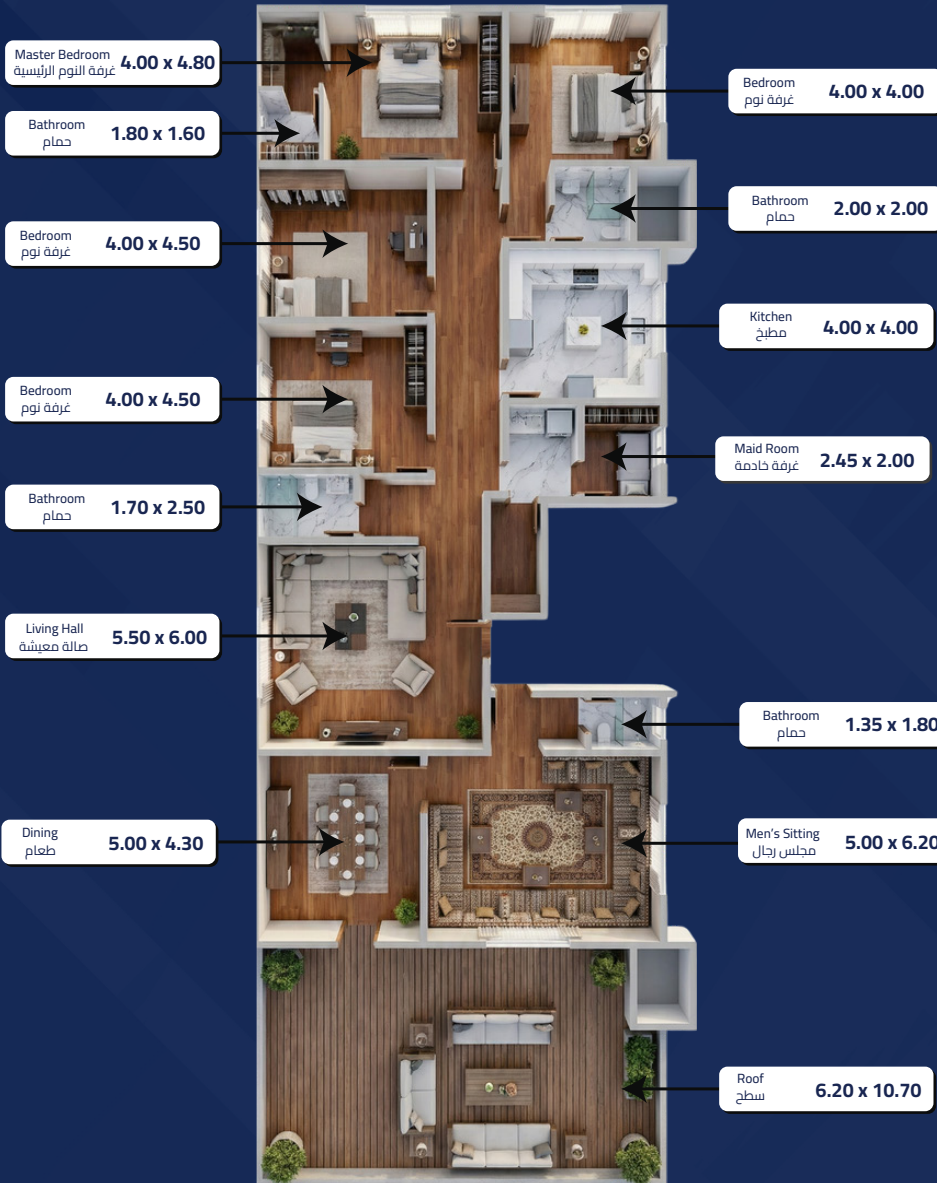 Master Bedroom
غرفة النوم الرئيسية
4.00 x 4.80
Bathroom
حمام
1.80 x 1.60
Bedroom
غرفة نوم
4.00 x 4.50
Bedroom
غرفة نوم
4.00 x 4.50
Bathroom
حمام
1.70 x 2.50
Living Hall
صالة معيشة
5.50 x 6.00
Dining
طعام
5.00 x 4.30
Bedroom
غرفة نوم
4.00 x 4.00
Bathroom
حمام
2.00 x 2.00
Kitchen
مطبخ
4.00 x 4.00
Maid Room
غرفة خادمة
2.45 x 2.00
Bathroom
حمام
1.35 x 1.80
Men's Sitting
مجلس رجال
5.00 x 6.20
Roof
سطح
6.20 x 10.70